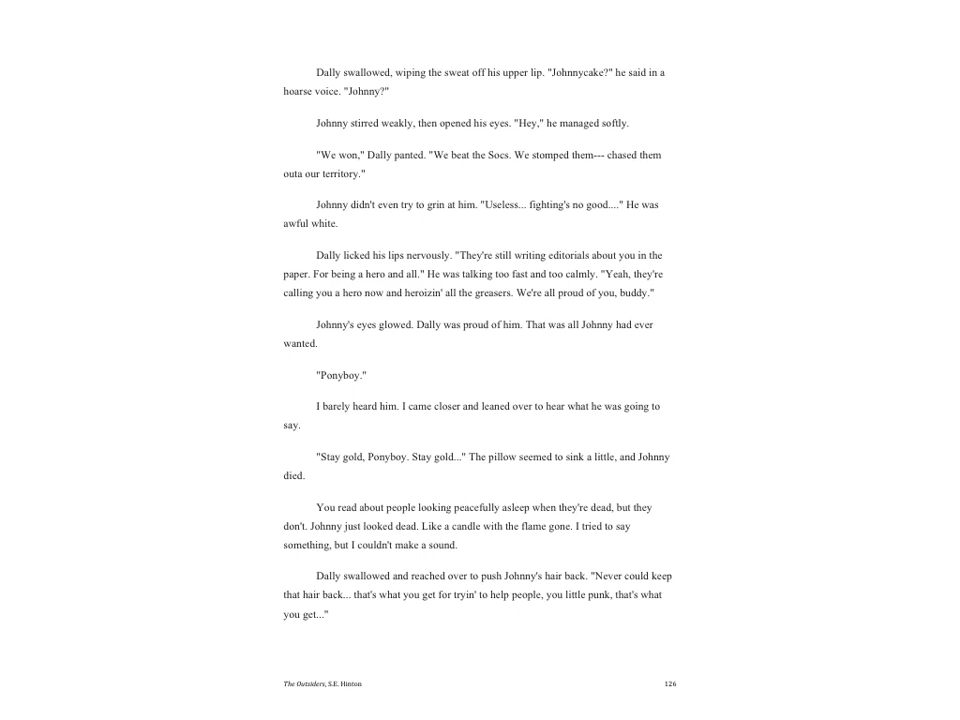 Dally swallowed, wiping the sweat off his upper lip. "Johnnycake?" he said in a
hoarse voice. "Johnny?"
Johnny stirred weakly, then opened his eyes. "Hey," he managed softly.
"We won," Dally panted. "We beat the Socs. We stomped them--- chased them
outa our territory."
Johnny didn't even try to grin at him. "Useless... fighting's no good...." He was
awful white.
Dally licked his lips nervously. "They're still writing editorials about you in the
paper. For being a hero and all." He was talking too fast and too calmly. "Yeah, they're
calling you a hero now and heroizin' all the greasers. We're all proud of you, buddy."
Johnny's eyes glowed. Dally was proud of him. That was all Johnny had ever
wanted.
"Ponyboy."
I barely heard him. I came closer and leaned over to hear what he was going to
say.
"Stay gold, Ponyboy. Stay gold..." The pillow seemed to sink a little, and Johnny
died.
You read about people looking peacefully asleep when they're dead, but they
don't. Johnny just looked dead. Like a candle with the flame gone. I tried to say
something, but I couldn't make a sound.
Dally swallowed and reached over to push Johnny's hair back. "Never could keep
that hair back... that's what you get for tryin' to help people, you little punk, that's what
you get..."
The Outsiders, S.E. Hinton 126